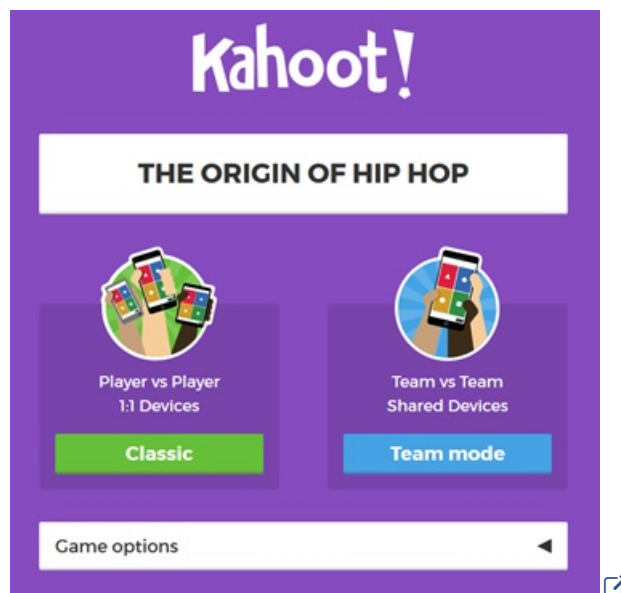 Kahoot!
THE ORIGIN OF HIP HOP
Player vs Player
1:1 Devices
Classic
Team vs Team
Shared Devices
Team mode
Game options